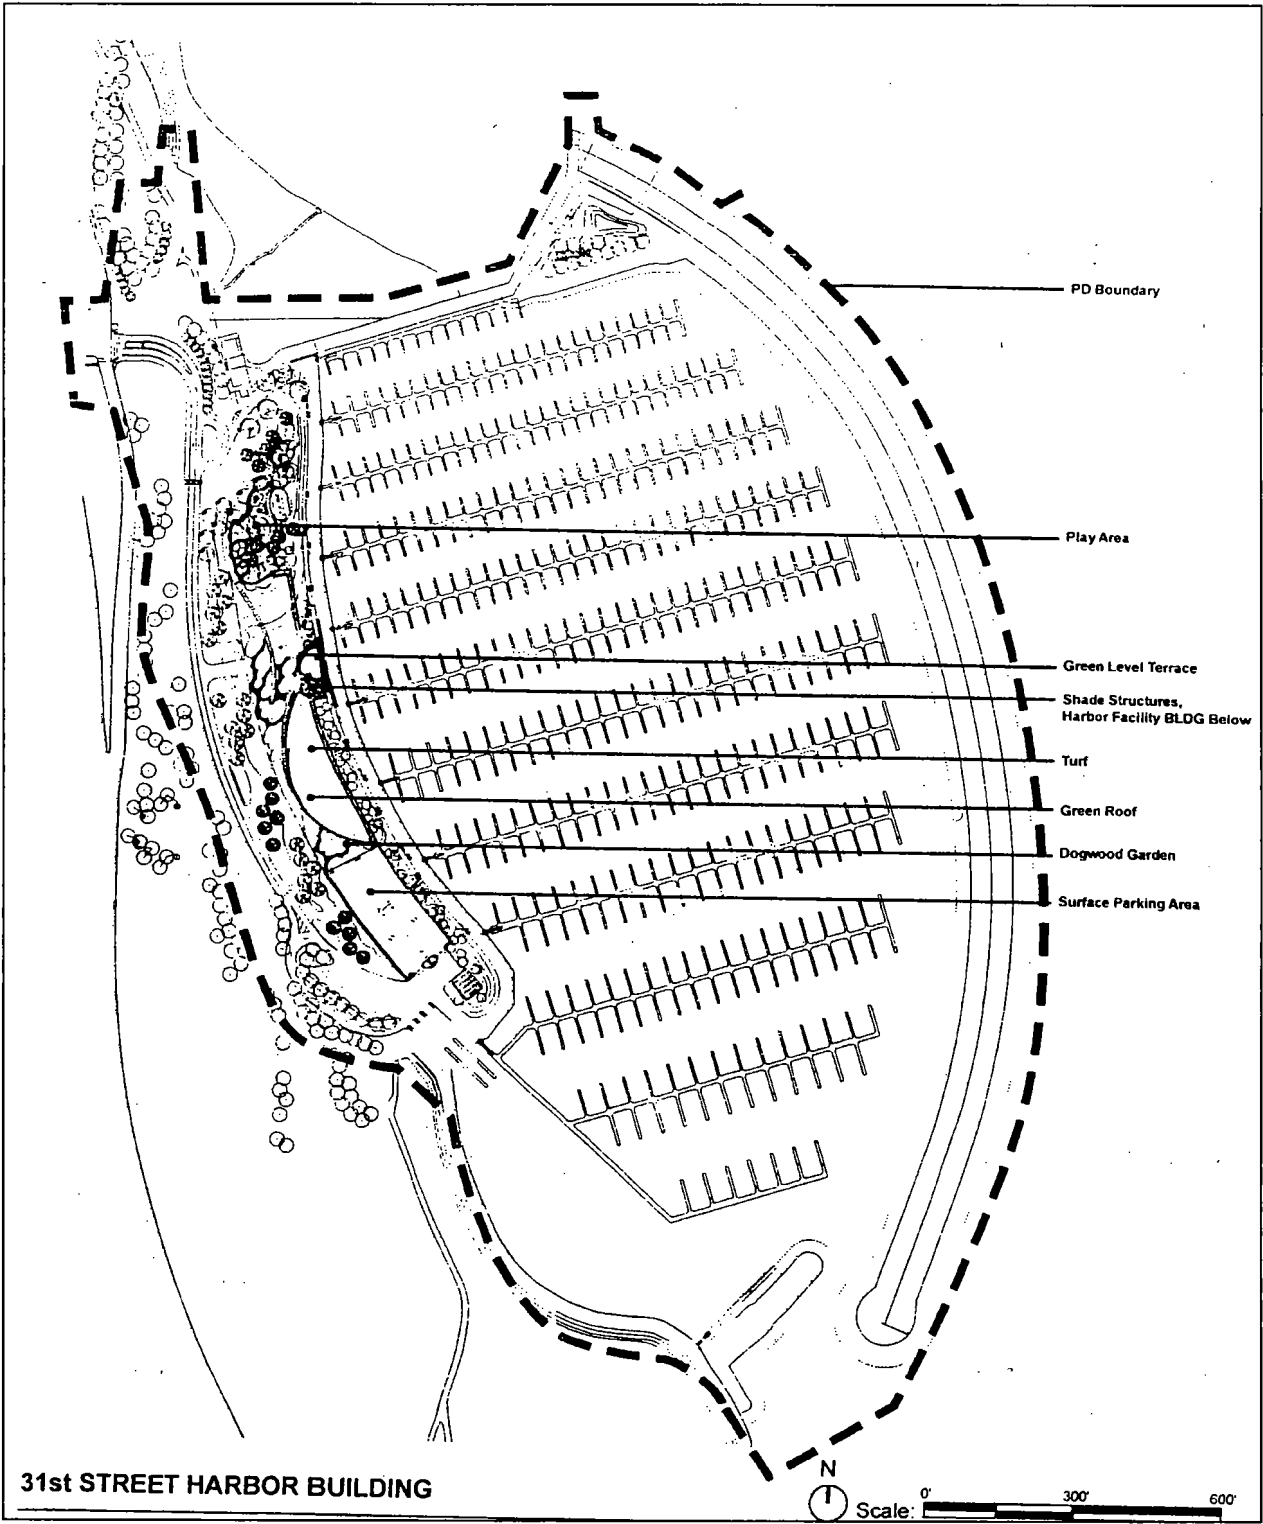 PD Boundary
Play Area
Green Level Terrace
Shade Structures,
Harbor Facility BLDG Below
Turf
Green Roof
Dogwood Garden
Surface Parking Area
31st STREET HARBOR BUILDING
N
Scale: 0' 300' 600'